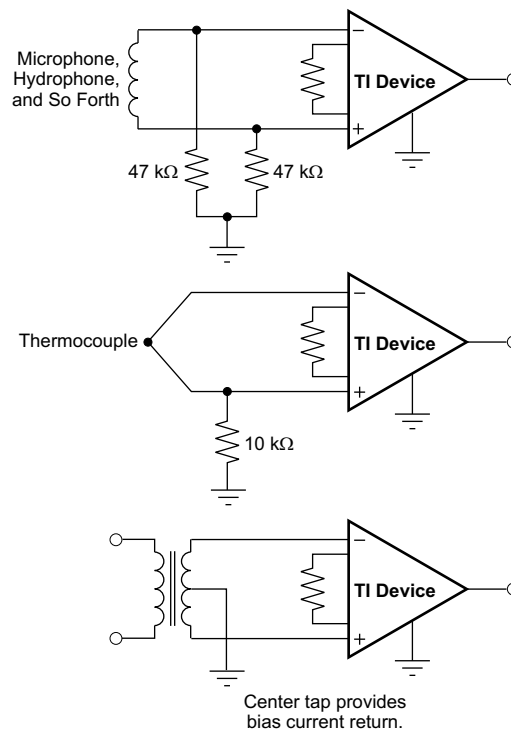 Microphone,
Hydrophone,
and So Forth
−
TI Device
+
47 kΩ
47 kΩ
Thermocouple
−
TI Device
+
10 kΩ
−
TI Device
+
Center tap provides
bias current return.